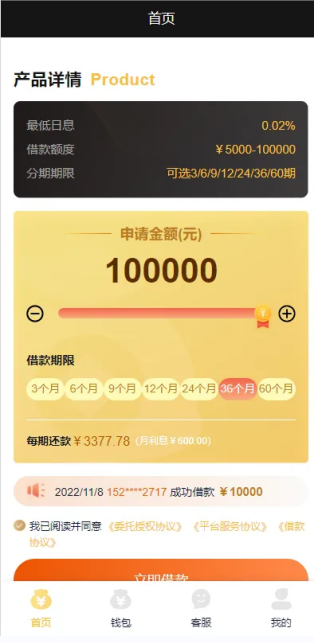 首页
产品详情 Product
最低日息 0.02%
借款额度 ￥5000-100000
分期期限 可选3/6/9/12/24/36/60期
申请金额(元)
100000
借款期限
3个月 6个月 9个月 12个月 24个月 36个月 60个月
每期还款￥3377.78 (月利息￥600.00)
2022/11/8 152****2717 成功借款 ￥10000
我已阅读并同意 《委托授权协议》 《平台服务协议》 《借款
协议》
立即借款
首页 钱包 客服 我的